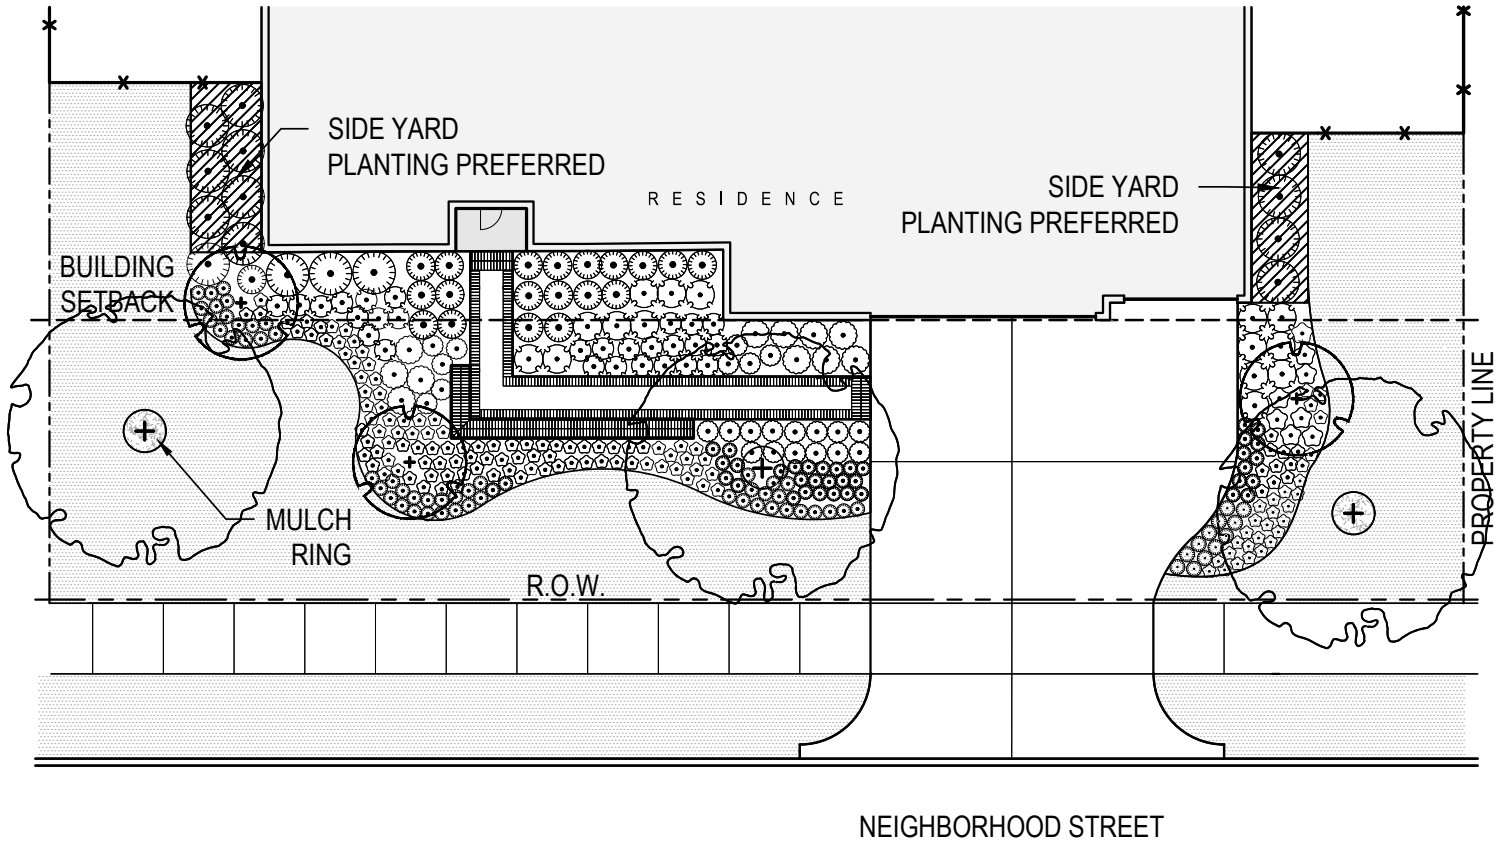 SIDE YARD
PLANTING PREFERRED
RESIDENCE
SIDE YARD
PLANTING PREFERRED
BUILDING
SETBACK
PROPERTY LINE
MULCH
RING
R.O.W.
NEIGHBORHOOD STREET